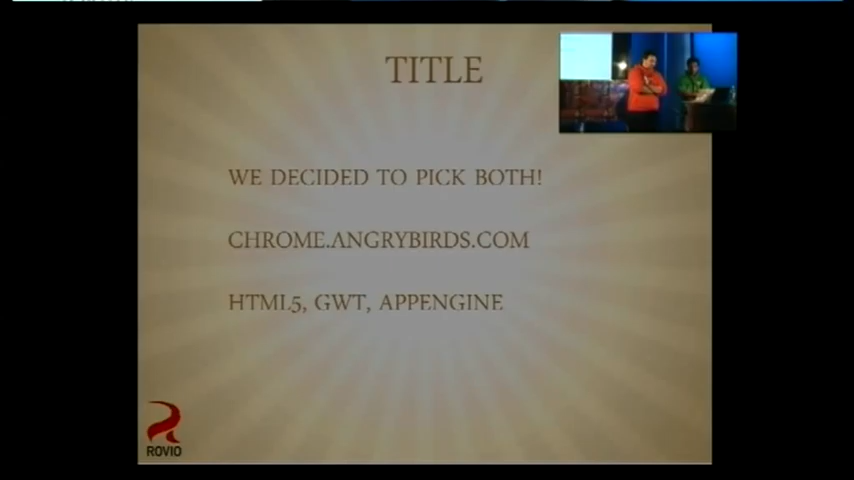 TITLE
WE DECIDED TO PICK BOTH!
CHROME.ANGRYBIRDS.COM
HTML5, GWT, APPENGINE
ROVIO